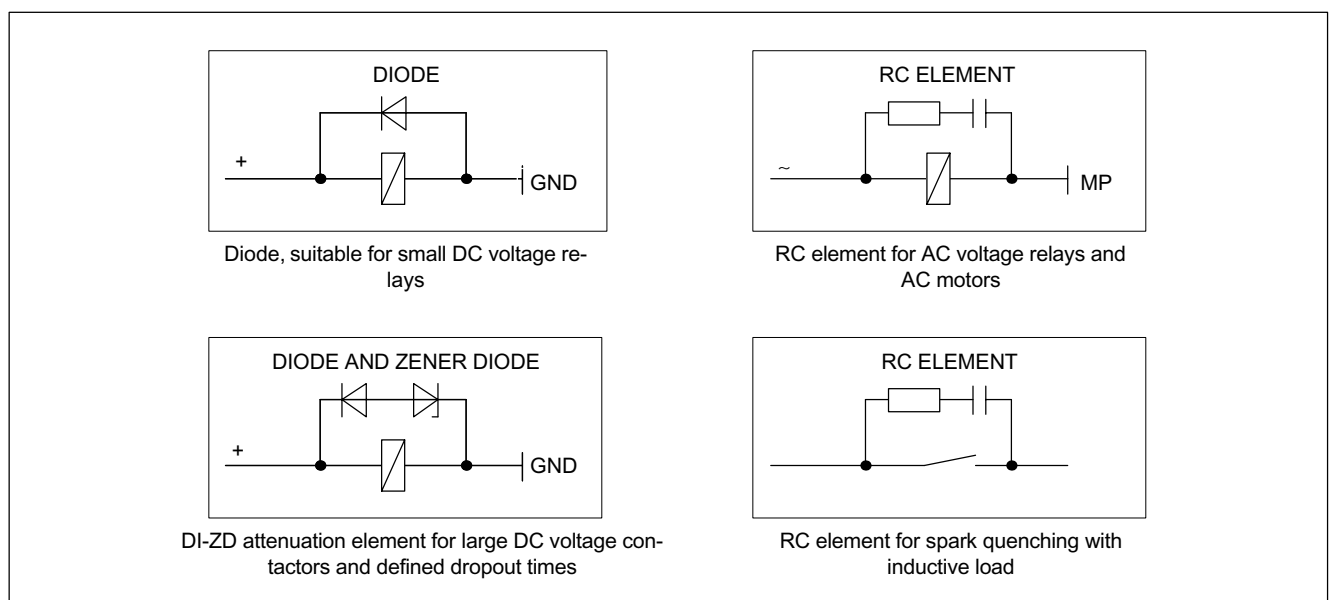 DIODE
+
GND
Diode, suitable for small DC voltage re-
lays
RC ELEMENT
~
MP
RC element for AC voltage relays and
AC motors
DIODE AND ZENER DIODE
+
GND
DI-ZD attenuation element for large DC voltage con-
tactors and defined dropout times
RC ELEMENT
RC element for spark quenching with
inductive load